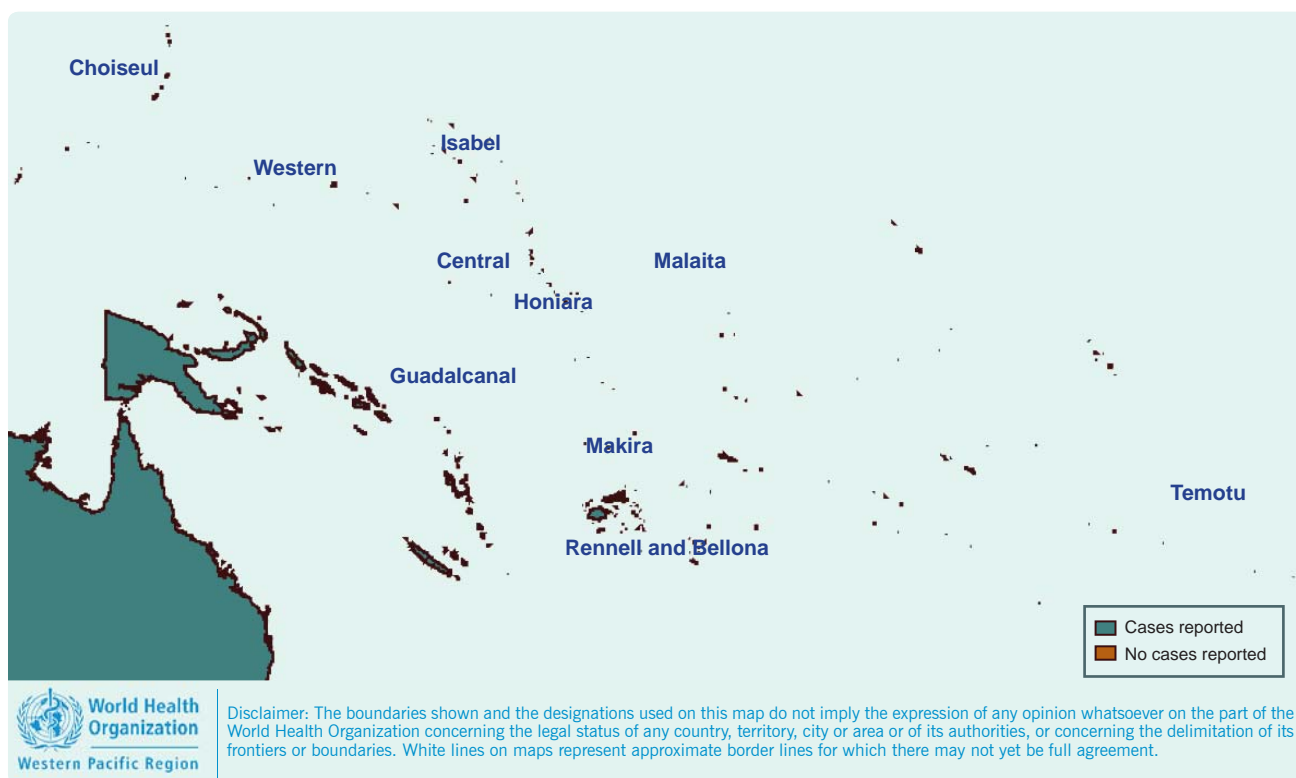 Choiseul
Isabel
Western
Central
Malaita
Honiara
Guadalcanal
Makira
Temotu
Rennell and Bellona
Cases reported
No cases reported
World Health
Organization
Western Pacific Region
Disclaimer: The boundaries shown and the designations used on this map do not imply the expression of any opinion whatsoever on the part of the
World Health Organization concerning the legal status of any country, territory, city or area or of its authorities, or concerning the delimitation of its
frontiers or boundaries. White lines on maps represent approximate border lines for which there may not yet be full agreement.